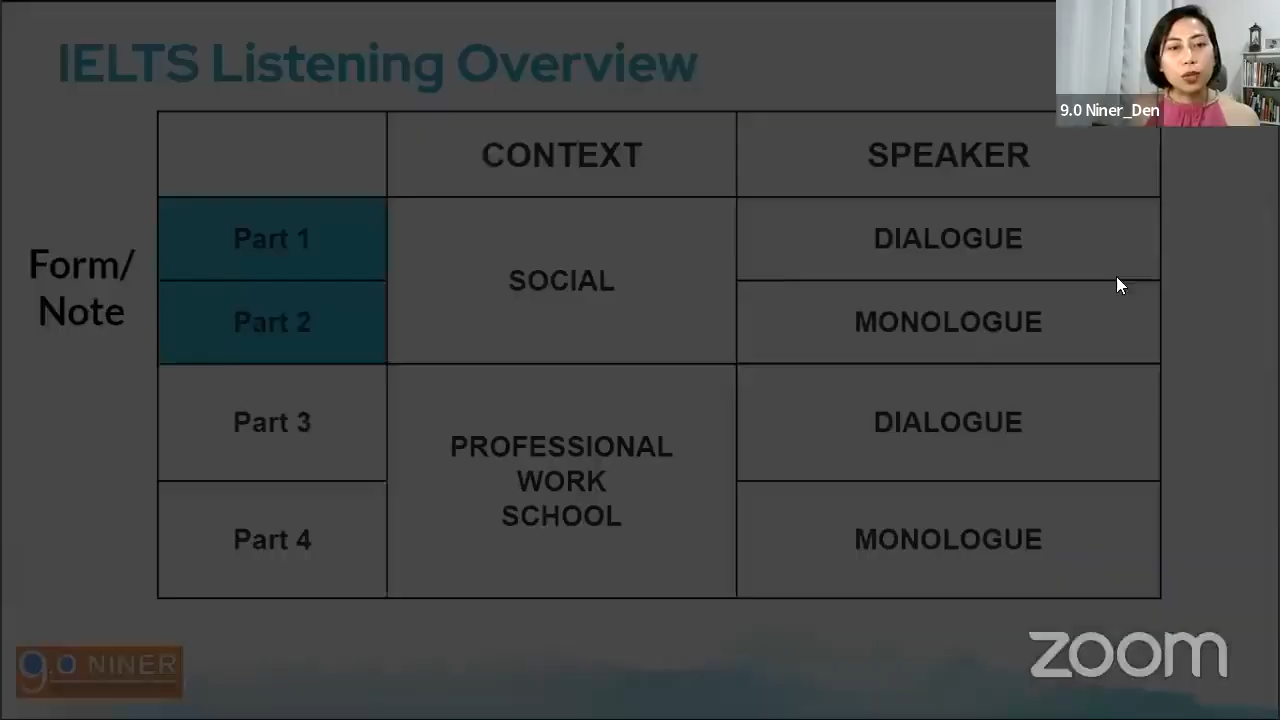 IELTS Listening Overview
9.0 Niner_Den
CONTEXT
SPEAKER
Form/
Note
Part 1
SOCIAL
DIALOGUE
Part 2
MONOLOGUE
Part 3
PROFESSIONAL
WORK
SCHOOL
DIALOGUE
Part 4
MONOLOGUE
9.0 NINER
zoom